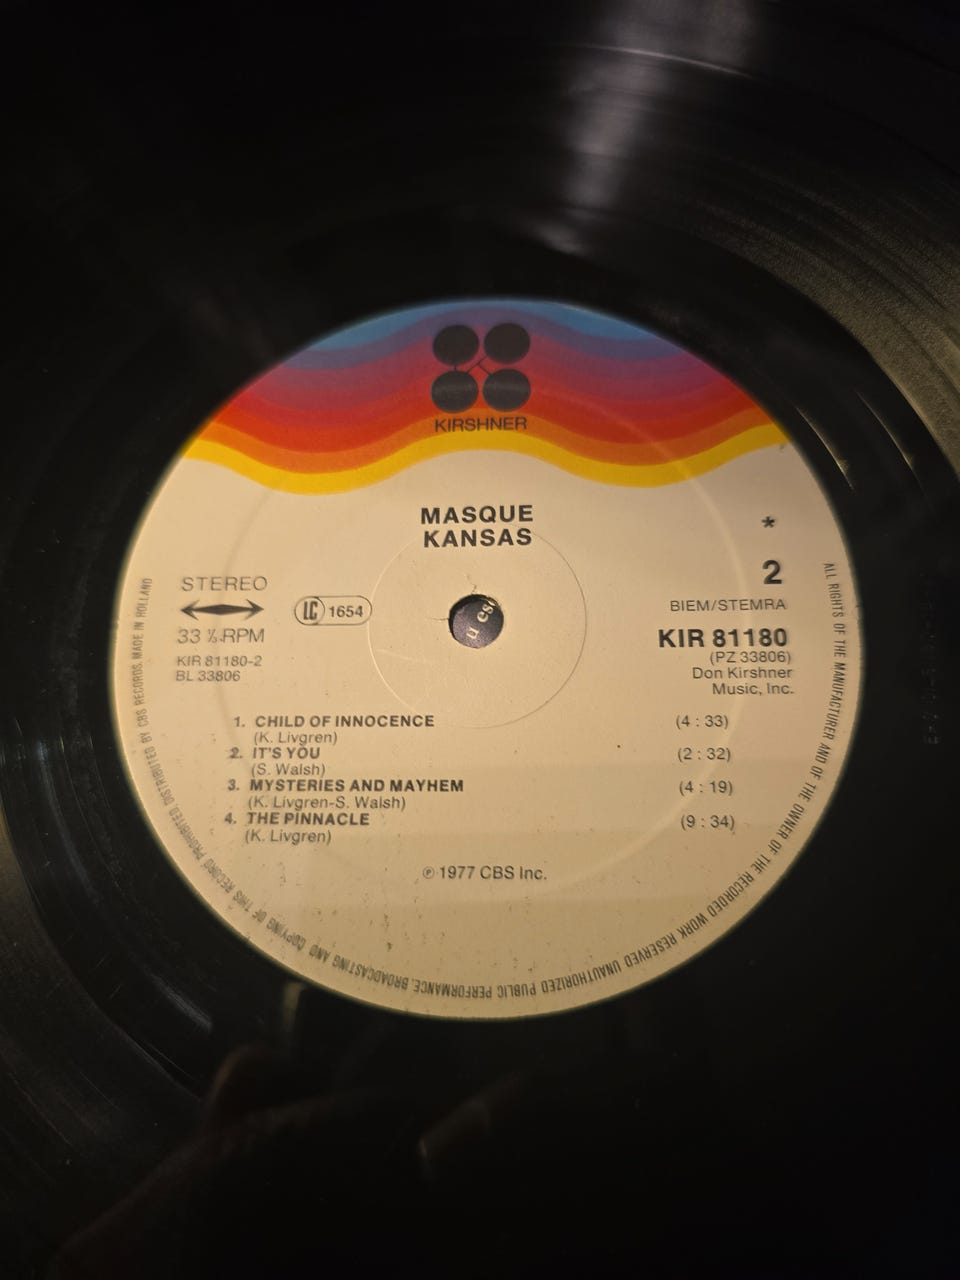 KIRSHNER
MASQUE
KANSAS
*
2
STEREO
BIEM/STEMRA
LC 1654
33 ⅓ RPM
KIR 81180
KIR 81180-2
(PZ 33806)
BL 33806
Don Kirshner
Music, Inc.
1. CHILD OF INNOCENCE (4 : 33)
(K. Livgren)
2. IT'S YOU (2 : 32)
(S. Walsh)
3. MYSTERIES AND MAYHEM (4 : 19)
(K. Livgren-S. Walsh)
4. THE PINNACLE (9 : 34)
(K. Livgren)
℗ 1977 CBS Inc.
ALL RIGHTS OF THE MANUFACTURER AND OF THE OWNER OF THE RECORDED WORK RESERVED UNAUTHORIZED PUBLIC PERFORMANCE, BROADCASTING AND COPYING OF THIS RECORD PROHIBITED. DISTRIBUTED BY CBS RECORDS. MADE IN HOLLAND
u es